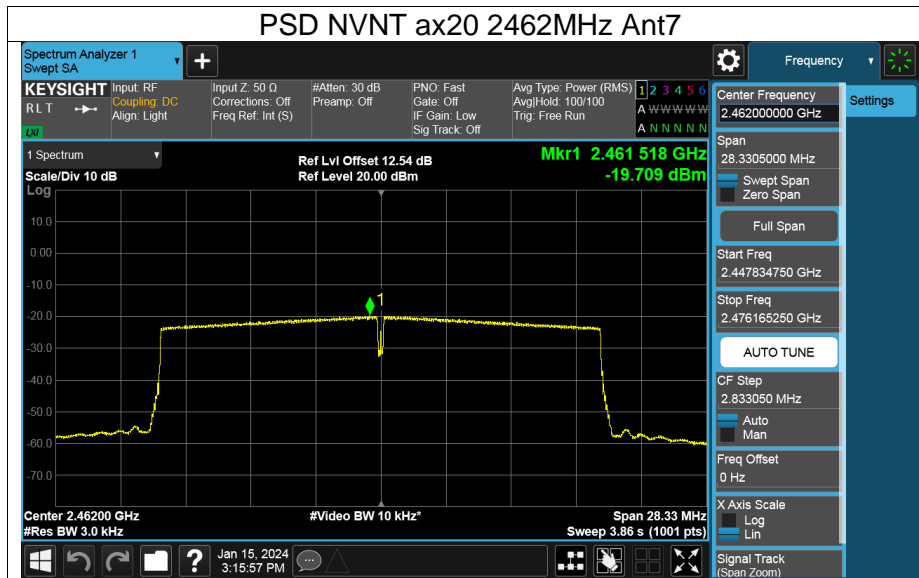 PSD NVNT ax20 2462MHz Ant7
Spectrum Analyzer 1
Swept SA
+
Frequency
KEYSIGHT
R L T
LXI
Input: RF
Coupling: DC
Align: Light
Input Z: 50 Ω
Corrections: Off
Freq Ref: Int (S)
#Atten: 30 dB
Preamp: Off
PNO: Fast
Gate: Off
IF Gain: Low
Sig Track: Off
Avg Type: Power (RMS)
Avg|Hold: 100/100
Trig: Free Run
1 2 3 4 5 6
A W W W W W
A N N N N N
1 Spectrum
Scale/Div 10 dB
Log
Ref Lvl Offset 12.54 dB
Ref Level 20.00 dBm
Mkr1 2.461 518 GHz
-19.709 dBm
10.0
0.00
-10.0
-20.0
-30.0
-40.0
-50.0
-60.0
-70.0
1
Center 2.46200 GHz
#Res BW 3.0 kHz
#Video BW 10 kHz*
Span 28.33 MHz
Sweep 3.86 s (1001 pts)
Center Frequency
2.462000000 GHz
Span
28.3305000 MHz
Swept Span
Zero Span
Full Span
Start Freq
2.447834750 GHz
Stop Freq
2.476165250 GHz
AUTO TUNE
CF Step
2.833050 MHz
Auto
Man
Freq Offset
0 Hz
X Axis Scale
Log
Lin
Signal Track
(Span Zoom)
Settings
?
Jan 15, 2024
3:15:57 PM